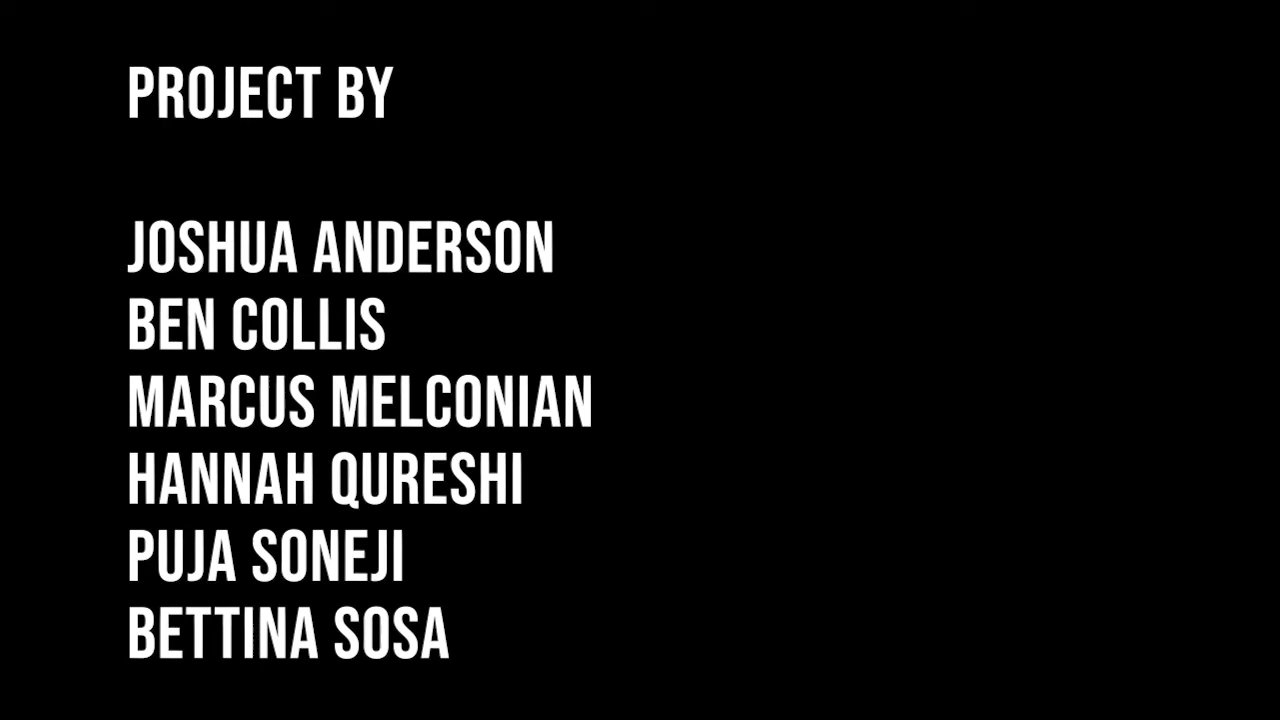 PROJECT BY
JOSHUA ANDERSON
BEN COLLIS
MARCUS MELCONIAN
HANNAH QURESHI
PUJA SONEJI
BETTINA SOSA